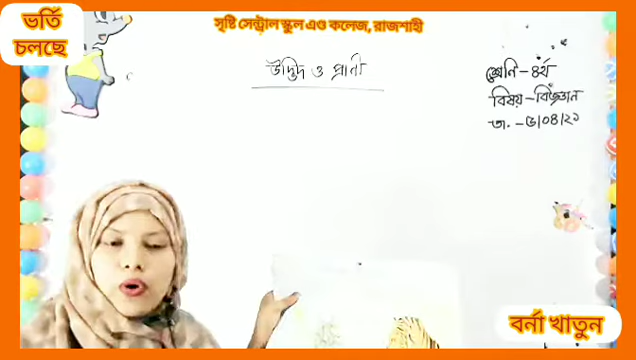 ভর্তি
চলছে
সৃষ্টি সেন্ট্রাল স্কুল এণ্ড কলেজ, রাজশাহী
উদ্ভিদ ও প্রাণী
শ্রেণি - ৪র্থ
বিষয় - বিজ্ঞান
তা. - ৬/০৪/২১
বর্না খাতুন